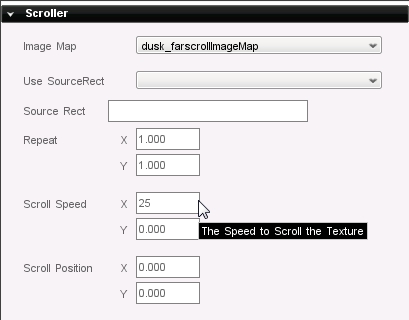 Scroller
Image Map dusk_farscrollImageMap
Use SourceRect
Source Rect
Repeat X 1.000
Y 1.000
Scroll Speed X 25
Y 0.000
The Speed to Scroll the Texture
Scroll Position X 0.000
Y 0.000